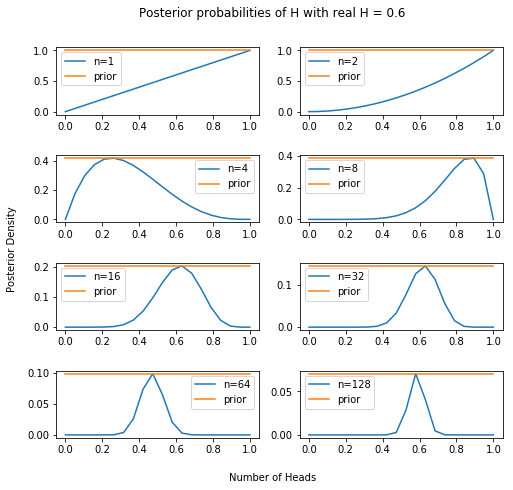 Posterior probabilities of H with real H = 0.6
1.0
0.5
0.0
n=1
prior
0.0 0.2 0.4 0.6 0.8 1.0
1.0
0.5
0.0
n=2
prior
0.0 0.2 0.4 0.6 0.8 1.0
0.4
0.2
0.0
n=4
prior
0.0 0.2 0.4 0.6 0.8 1.0
0.4
0.2
0.0
n=8
prior
0.0 0.2 0.4 0.6 0.8 1.0
Posterior Density
0.2
0.1
0.0
n=16
prior
0.0 0.2 0.4 0.6 0.8 1.0
0.1
0.0
n=32
prior
0.0 0.2 0.4 0.6 0.8 1.0
0.10
0.05
0.00
n=64
prior
0.0 0.2 0.4 0.6 0.8 1.0
0.05
0.00
n=128
prior
0.0 0.2 0.4 0.6 0.8 1.0
Number of Heads